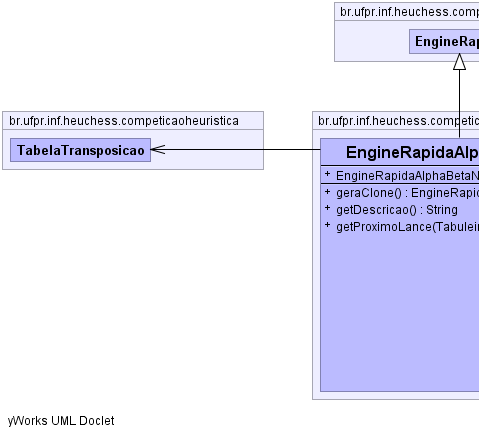 br.ufpr.inf.heuchess.comp
EngineRap
br.ufpr.inf.heuchess.competicaoheuristica
TabelaTransposicao
br.ufpr.inf.heuchess.competic
EngineRapidaAlp
+ EngineRapidaAlphaBetaN
+ geraClone() : EngineRapid
+ getDescricao() : String
+ getProximoLance(Tabulei
yWorks UML Doclet